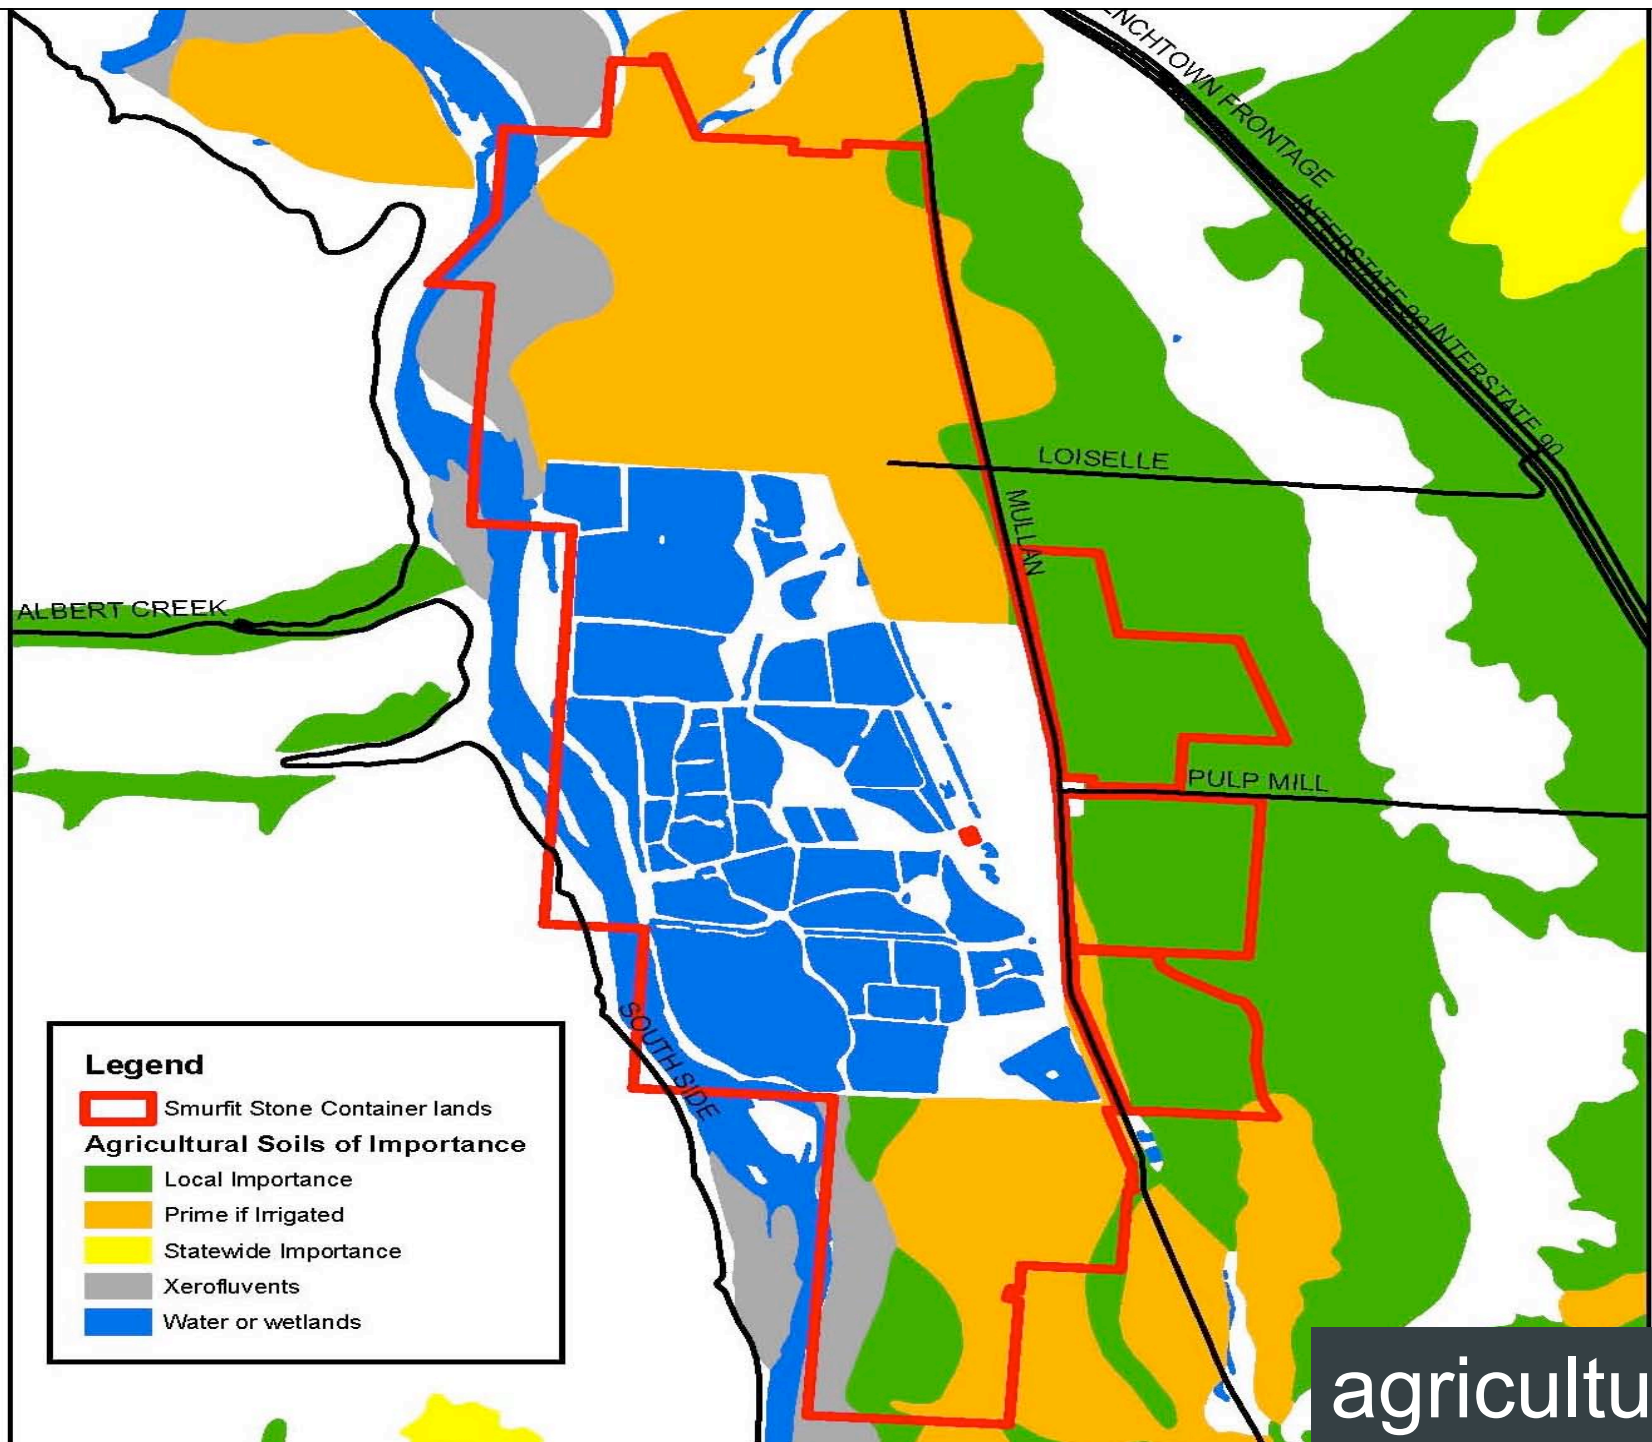 ENCHTOWN FRONTAGE
INTERSTATE 90
INTERSTATE 90
LOISELLE
MULLAN
ALBERT CREEK
PULP MILL
SOUTH SIDE
Legend
Smurfit Stone Container lands
Agricultural Soils of Importance
Local Importance
Prime if Irrigated
Statewide Importance
Xerofluvents
Water or wetlands
agricultu